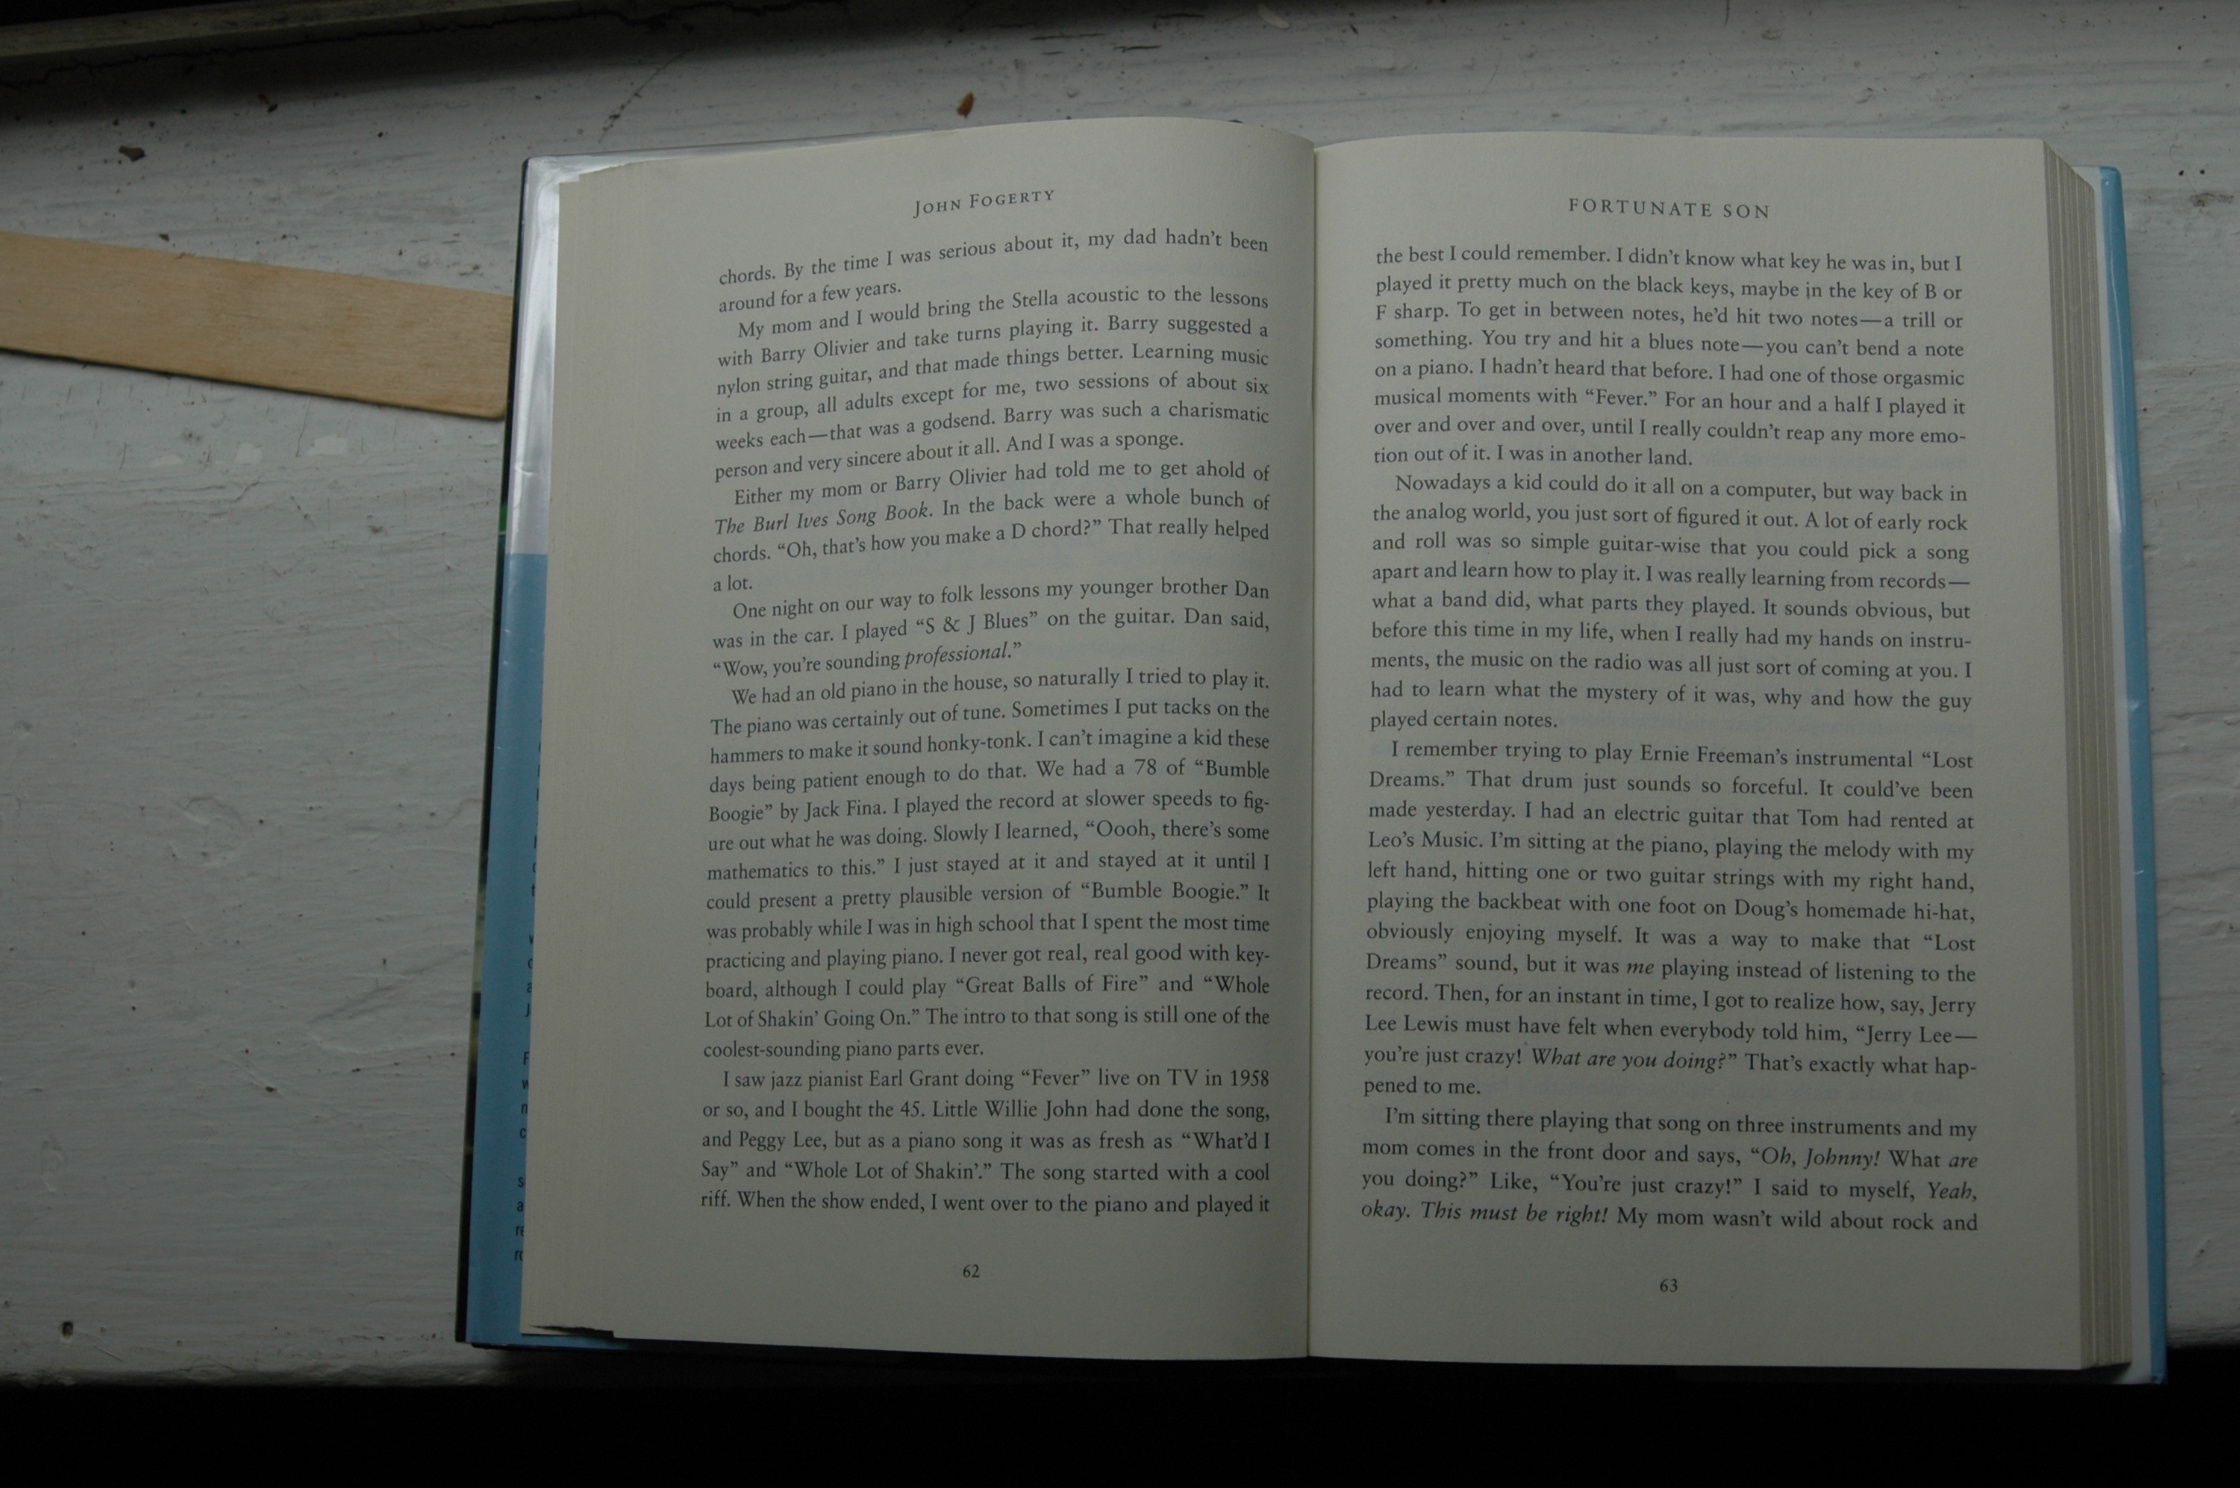 JOHN FOGERTY
chords. By the time I was serious about it, my dad hadn't been
around for a few years.
My mom and I would bring the Stella acoustic to the lessons
with Barry Olivier and take turns playing it. Barry suggested a
nylon string guitar, and that made things better. Learning music
in a group, all adults except for me, two sessions of about six
weeks each—that was a godsend. Barry was such a charismatic
person and very sincere about it all. And I was a sponge.
Either my mom or Barry Olivier had told me to get ahold of
The Burl Ives Song Book. In the back were a whole bunch of
chords. “Oh, that's how you make a D chord?” That really helped
a lot.
One night on our way to folk lessons my younger brother Dan
was in the car. I played “S & J Blues” on the guitar. Dan said,
“Wow, you're sounding professional.”
We had an old piano in the house, so naturally I tried to play it.
The piano was certainly out of tune. Sometimes I put tacks on the
hammers to make it sound honky-tonk. I can't imagine a kid these
days being patient enough to do that. We had a 78 of “Bumble
Boogie” by Jack Fina. I played the record at slower speeds to fig-
ure out what he was doing. Slowly I learned, “Oooh, there's some
mathematics to this.” I just stayed at it and stayed at it until I
could present a pretty plausible version of “Bumble Boogie.” It
was probably while I was in high school that I spent the most time
practicing and playing piano. I never got real, real good with key-
board, although I could play “Great Balls of Fire” and “Whole
Lot of Shakin' Going On.” The intro to that song is still one of the
coolest-sounding piano parts ever.
I saw jazz pianist Earl Grant doing “Fever” live on TV in 1958
or so, and I bought the 45. Little Willie John had done the song,
and Peggy Lee, but as a piano song it was as fresh as “What'd I
Say” and “Whole Lot of Shakin'.” The song started with a cool
riff. When the show ended, I went over to the piano and played it
62
FORTUNATE SON
the best I could remember. I didn't know what key he was in, but I
played it pretty much on the black keys, maybe in the key of B or
F sharp. To get in between notes, he'd hit two notes—a trill or
something. You try and hit a blues note—you can't bend a note
on a piano. I hadn't heard that before. I had one of those orgasmic
musical moments with “Fever.” For an hour and a half I played it
over and over and over, until I really couldn't reap any more emo-
tion out of it. I was in another land.
Nowadays a kid could do it all on a computer, but way back in
the analog world, you just sort of figured it out. A lot of early rock
and roll was so simple guitar-wise that you could pick a song
apart and learn how to play it. I was really learning from records—
what a band did, what parts they played. It sounds obvious, but
before this time in my life, when I really had my hands on instru-
ments, the music on the radio was all just sort of coming at you. I
had to learn what the mystery of it was, why and how the guy
played certain notes.
I remember trying to play Ernie Freeman's instrumental “Lost
Dreams.” That drum just sounds so forceful. It could've been
made yesterday. I had an electric guitar that Tom had rented at
Leo's Music. I'm sitting at the piano, playing the melody with my
left hand, hitting one or two guitar strings with my right hand,
playing the backbeat with one foot on Doug's homemade hi-hat,
obviously enjoying myself. It was a way to make that “Lost
Dreams” sound, but it was me playing instead of listening to the
record. Then, for an instant in time, I got to realize how, say, Jerry
Lee Lewis must have felt when everybody told him, “Jerry Lee—
you're just crazy! What are you doing?” That's exactly what hap-
pened to me.
I'm sitting there playing that song on three instruments and my
mom comes in the front door and says, “Oh, Johnny! What are
you doing?” Like, “You're just crazy!” I said to myself, Yeah,
okay. This must be right! My mom wasn't wild about rock and
63